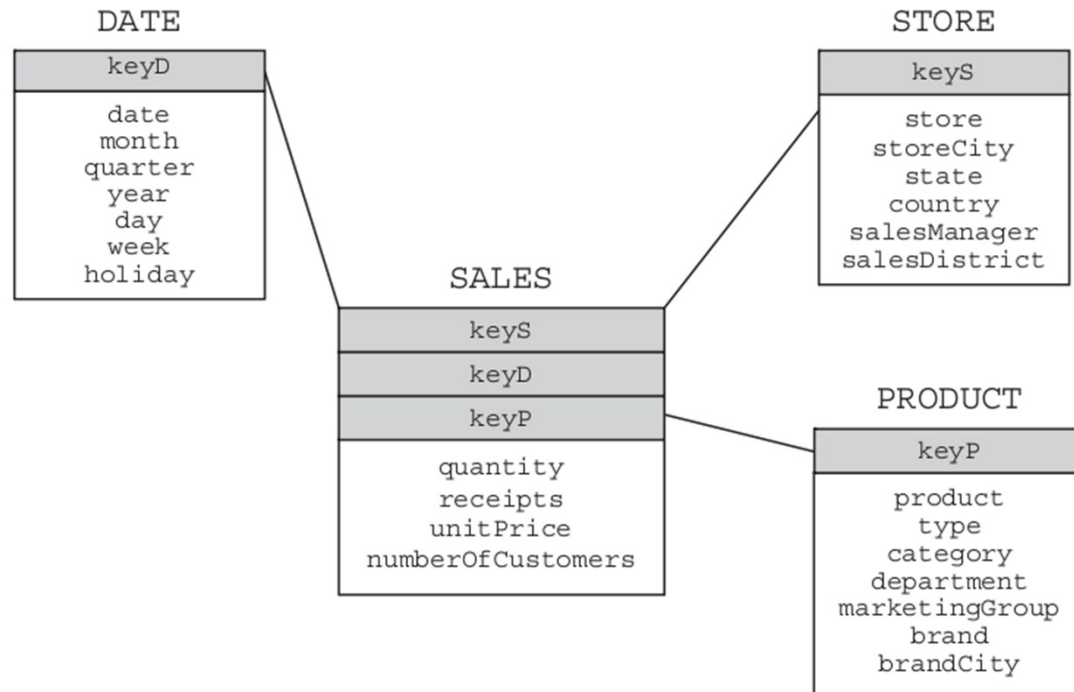 DATE
keyD
date
month
quarter
year
day
week
holiday
STORE
keyS
store
storeCity
state
country
salesManager
salesDistrict
SALES
keyS
keyD
keyP
quantity
receipts
unitPrice
numberOfCustomers
PRODUCT
keyP
product
type
category
department
marketingGroup
brand
brandCity